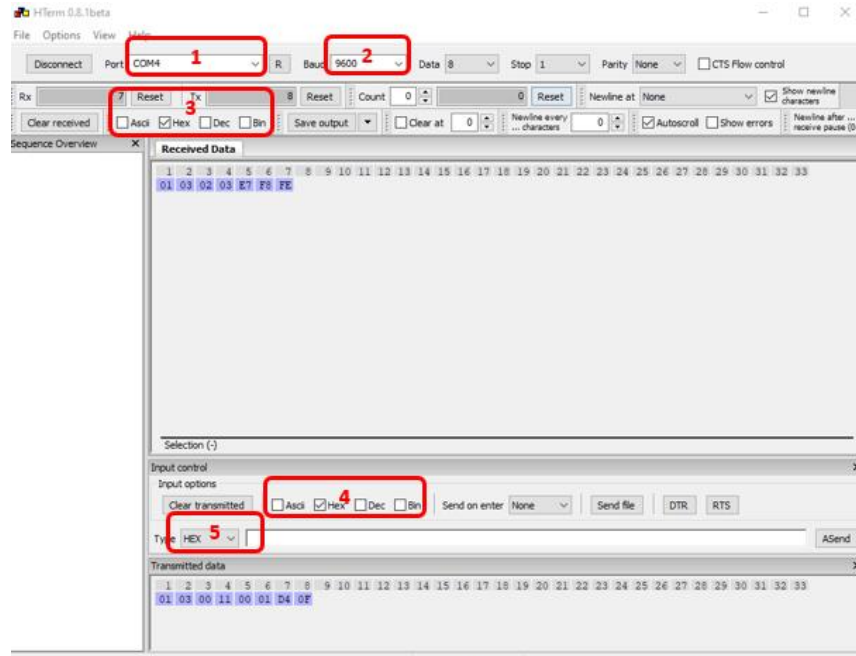 HTerm 0.8.1beta
File Options View Help
Disconnect Port COM4 1 R Baud 9600 2 Data 8 Stop 1 Parity None CTS Flow control
Rx 7 Reset Tx 8 Reset Count 0 0 Reset Newline at None Show newline characters
3
Clear received Ascii Hex Dec Bin Save output Clear at 0 Newline every ... characters 0 Autoscroll Show errors Newline after ... receive pause (0
Sequence Overview X Received Data
1 2 3 4 5 6 7 8 9 10 11 12 13 14 15 16 17 18 19 20 21 22 23 24 25 26 27 28 29 30 31 32 33
01 03 02 03 E7 F8 FE
Selection (-)
Input control
Input options
Clear transmitted Ascii Hex 4 Dec Bin Send on enter None Send file DTR RTS
Type HEX 5 ASend
Transmitted data
1 2 3 4 5 6 7 8 9 10 11 12 13 14 15 16 17 18 19 20 21 22 23 24 25 26 27 28 29 30 31 32 33
01 03 00 11 00 01 D4 0F